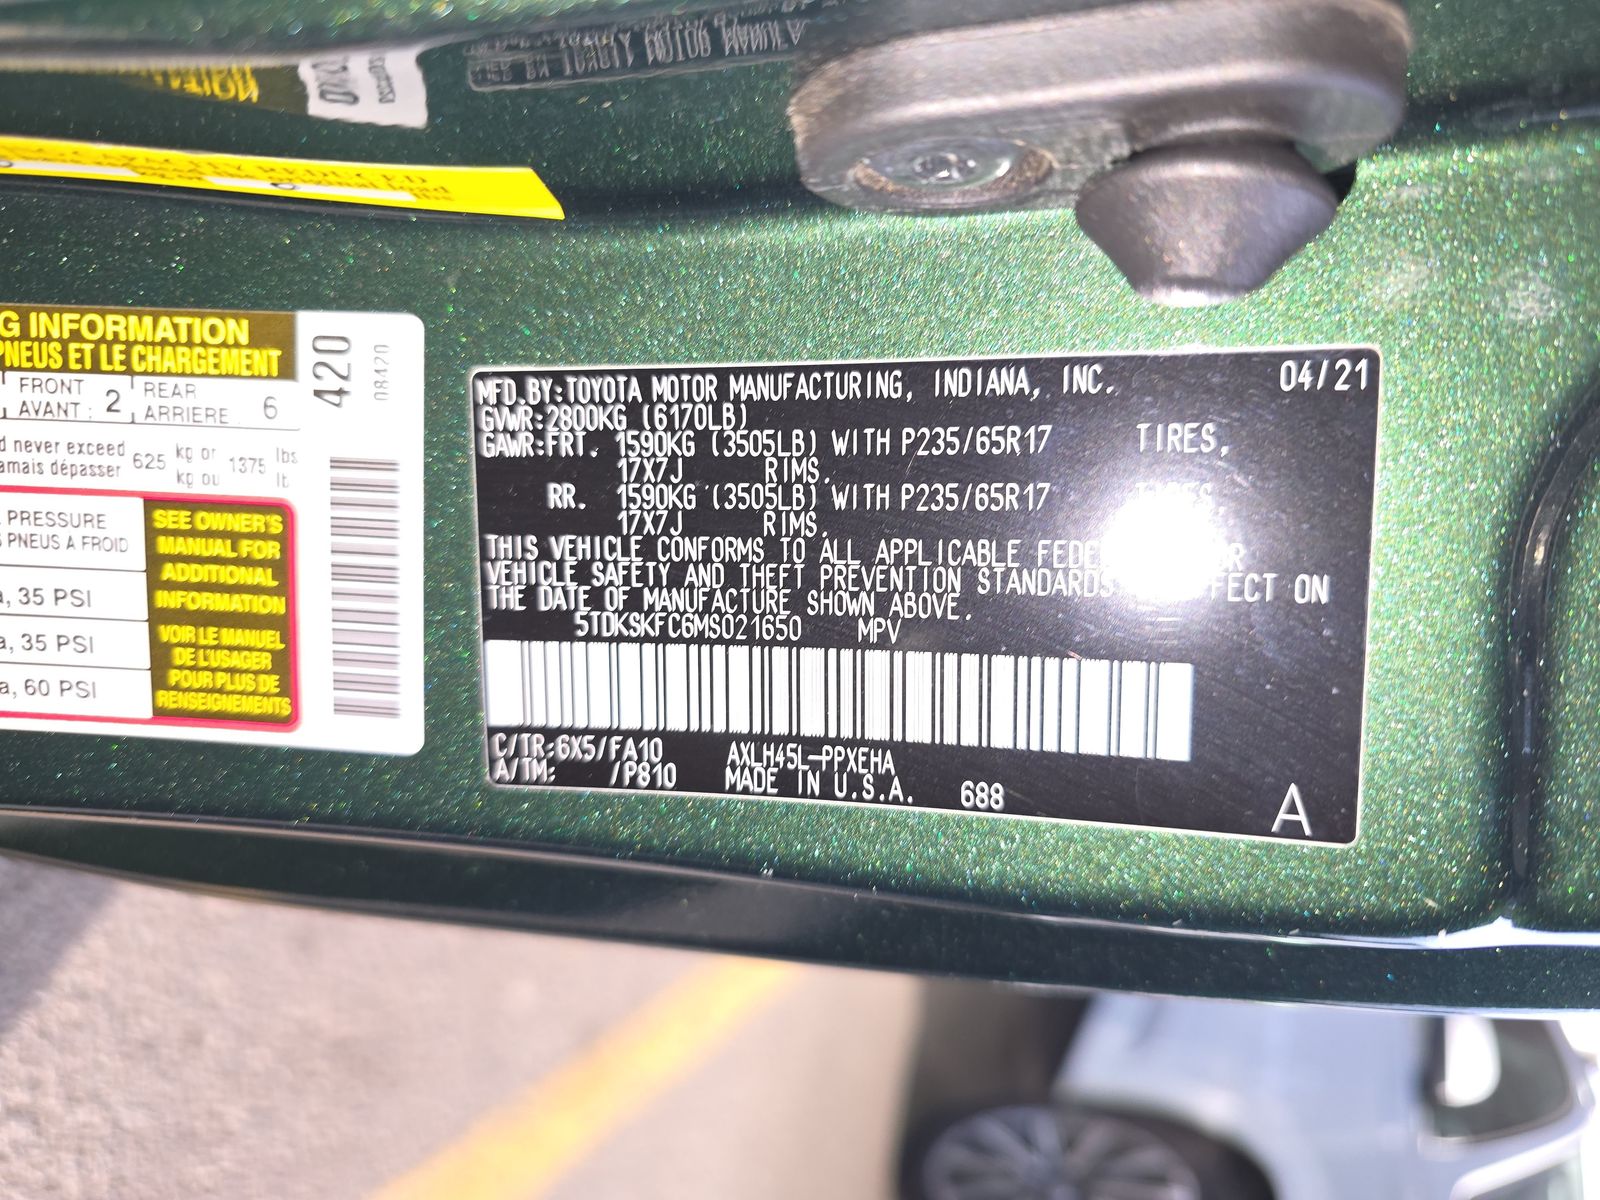 G INFORMATION
PNEUS ET LE CHARGEMENT
FRONT
AVANT : 2
REAR
ARRIERE 6
d never exceed
amais dépasser
625
kg or
kg ou
1375
lbs
lb
PRESSURE
PNEUS A FROID
a, 35 PSI
a, 35 PSI
a, 60 PSI
SEE OWNER'S
MANUAL FOR
ADDITIONAL
INFORMATION
VOIR LE MANUEL
DE L'USAGER
POUR PLUS DE
RENSEIGNEMENTS
420
08420
MFD.BY:TOYOTA MOTOR MANUFACTURING, INDIANA, INC. 04/21
GVWR:2800KG (6170LB)
GAWR:FRT. 1590KG (3505LB) WITH P235/65R17 TIRES,
17X7J RIMS.
RR. 1590KG (3505LB) WITH P235/65R17
17X7J RIMS.
THIS VEHICLE CONFORMS TO ALL APPLICABLE
VEHICLE SAFETY AND THEFT PREVENTION STANDARDS ON
THE DATE OF MANUFACTURE SHOWN ABOVE.
5TDKSKFC6MS021650 MPV
C/TR:6X5/FA10 AXLH45L-PPXEHA
A/TM: /P810 MADE IN U.S.A. 688
A